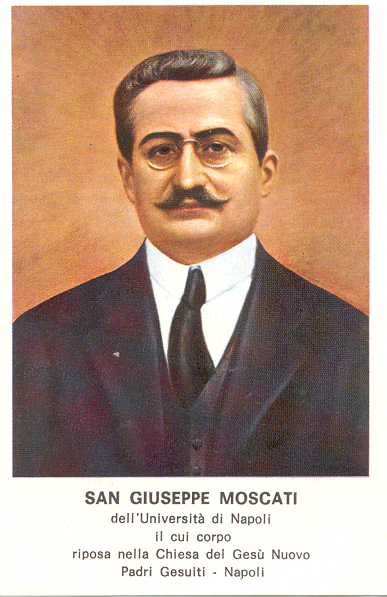 SAN GIUSEPPE MOSCATI
dell'Università di Napoli
il cui corpo
riposa nella Chiesa del Gesù Nuovo
Padri Gesuiti - Napoli